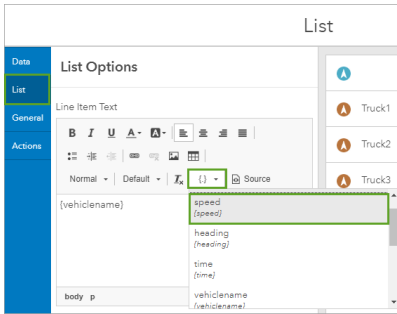 List
Data
List
General
Actions
List Options
Line Item Text
B I U A A
Normal Default Tx {.} Source
{vehiclename}
speed
{speed}
heading
{heading}
time
{time}
vehiclename
{vehiclename}
body p
Truck1
Truck2
Truck3